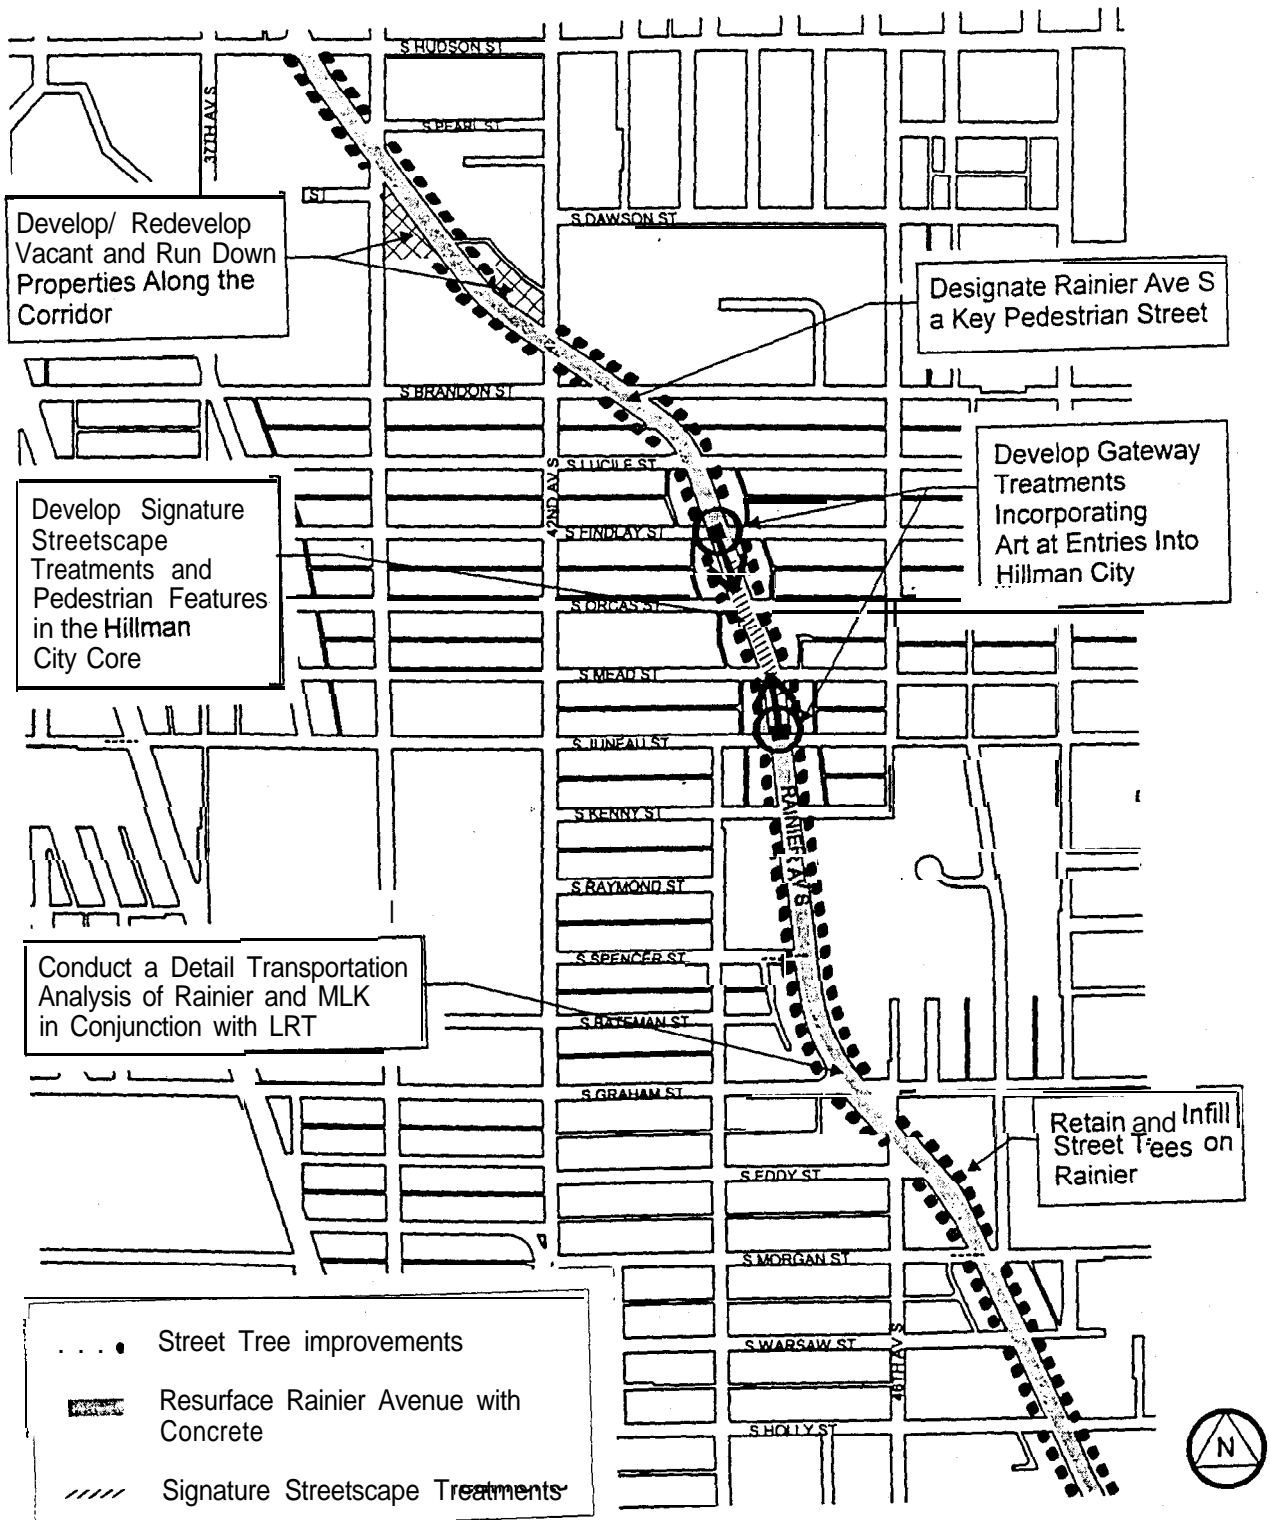 S HUDSON ST
37TH AV S
S PEARL ST
ST
S DAWSON ST
Develop/ Redevelop
Vacant and Run Down
Properties Along the
Corridor
Designate Rainier Ave S
a Key Pedestrian Street
S BRANDON ST
Develop Gateway
Treatments
Incorporating
Art at Entries Into
Hillman City
S LUCILE ST
42ND AV S
Develop Signature
Streetscape
Treatments and
Pedestrian Features
in the Hillman
City Core
S FINDLAY ST
S ORCAS ST
S MEAD ST
S JUNEAU ST
RAINIER AV S
S KENNY ST
S RAYMOND ST
Conduct a Detail Transportation
Analysis of Rainier and MLK
in Conjunction with LRT
S SPENCER ST
S BATEMAN ST
S GRAHAM ST
Retain and Infill
Street Trees on
Rainier
S EDDY ST
S MORGAN ST
S WARSAW ST
46TH AV S
S HOLLY ST
Street Tree improvements
Resurface Rainier Avenue with
Concrete
Signature Streetscape Treatments
N